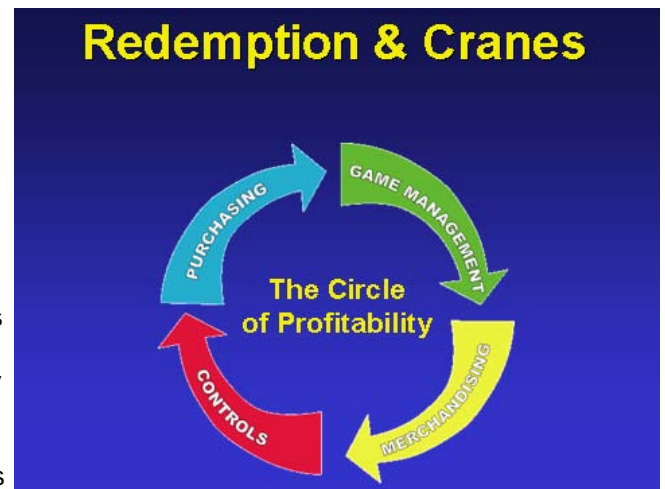 Redemption & Cranes
PURCHASING
GAME MANAGEMENT
The Circle
of Profitability
CONTROLS
MERCHANDISING
s
s